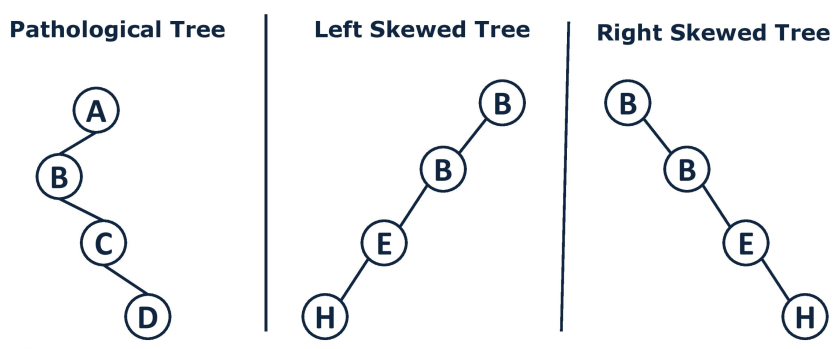 Pathological Tree
A
B
C
D
Left Skewed Tree
B
B
E
H
Right Skewed Tree
B
B
E
H